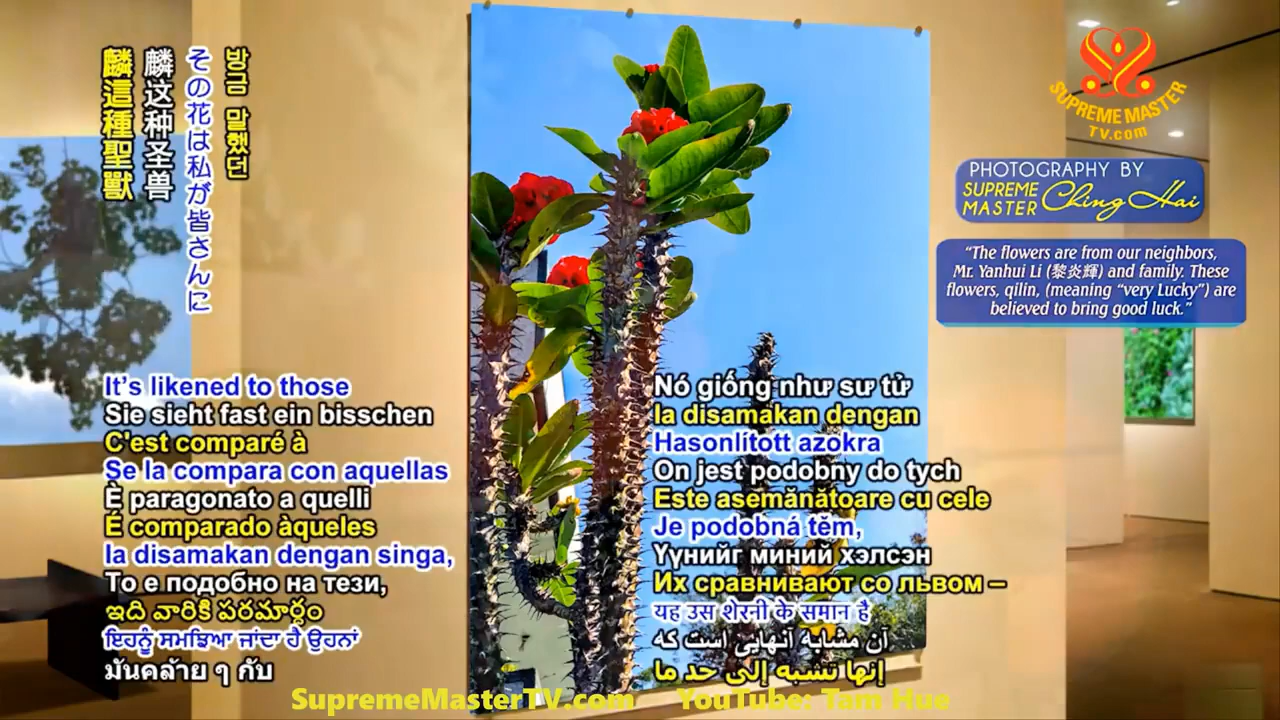 방금 말했던
その花は私が皆さんに
麟这种圣兽
麟這種聖獸
It's likened to those
Sie sieht fast ein bisschen
C'est comparé à
Se la compara con aquellas
È paragonato a quelli
É comparado àqueles
Ia disamakan dengan singa,
То е подобно на тези,
ఇది వారికి పరమార్థం
ਇਹਨੂੰ ਸਮਝਿਆ ਜਾਂਦਾ ਹੈ ਉਹਨਾਂ
มันคล้าย ๆ กับ
Nó giống như sư tử
Ia disamakan dengan
Hasonlított azokra
On jest podobny do tych
Este asemănătoare cu cele
Je podobná těm,
Үүнийг миний хэлсэн
Их сравнивают со львом –
यह उस शेरनी के समान है
آن مشابه آنهایی است که
إنها تشبه إلى حد ما
SUPREME MASTER
TV.com
PHOTOGRAPHY BY
SUPREME MASTER Ching Hai
“The flowers are from our neighbors,
Mr. Yanhui Li (黎炎輝) and family. These
flowers, qilin, (meaning “very Lucky”) are
believed to bring good luck.”
SupremeMasterTV.com YouTube: Tam Hue